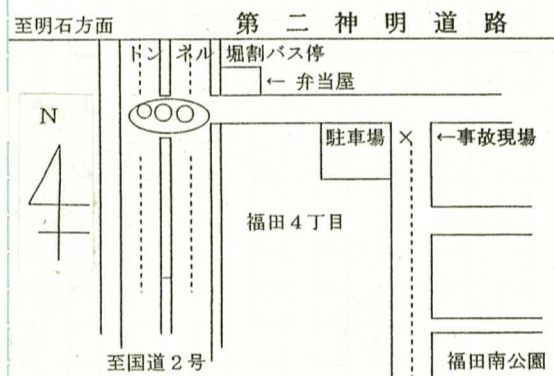 至明石方面 第二神明道路
トンネル 堀割バス停
← 弁当屋
N
駐車場 × ←事故現場
福田4丁目
至国道2号
福田南公園